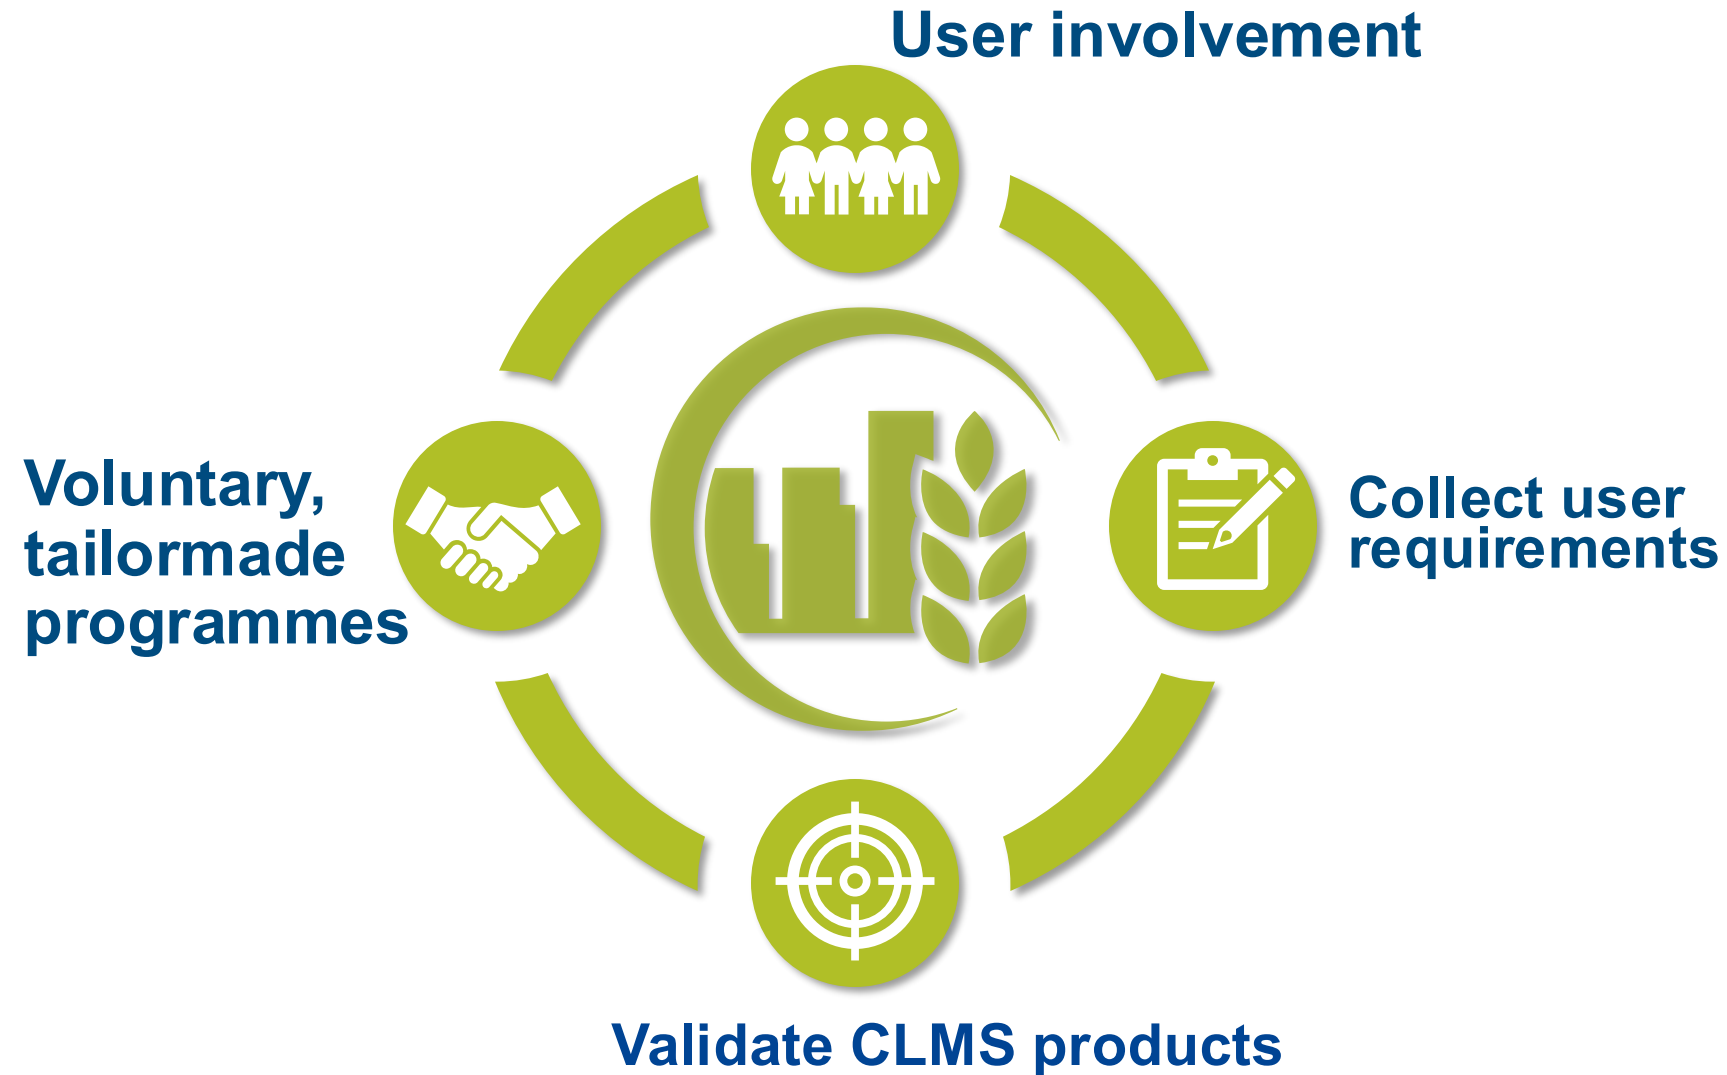 User involvement
Voluntary,
tailormade
programmes
Collect user
requirements
Validate CLMS products